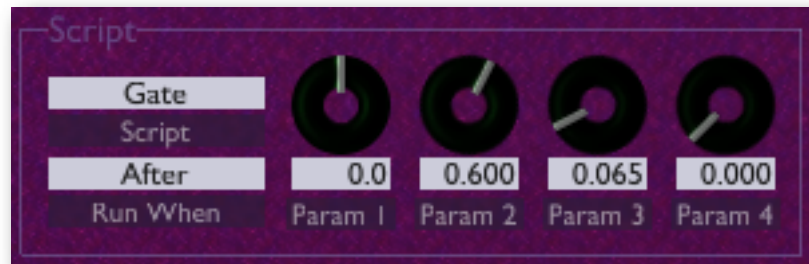 Script
Gate
Script
After
Run When
0.0
Param 1
0.600
Param 2
0.065
Param 3
0.000
Param 4